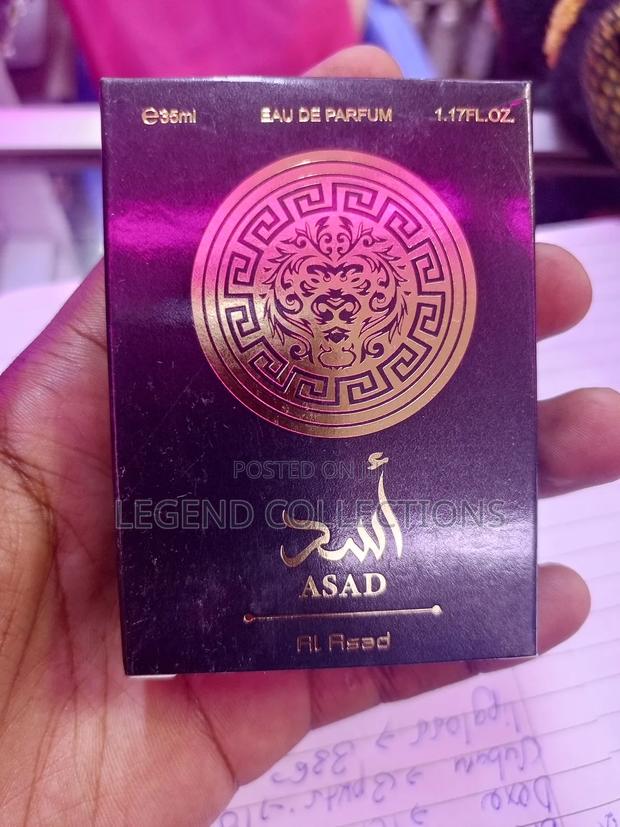 ℮35ml EAU DE PARFUM 1.17FL.OZ.
POSTED ON
LEGEND COLLECTIONS
أسد
ASAD
Al Asad